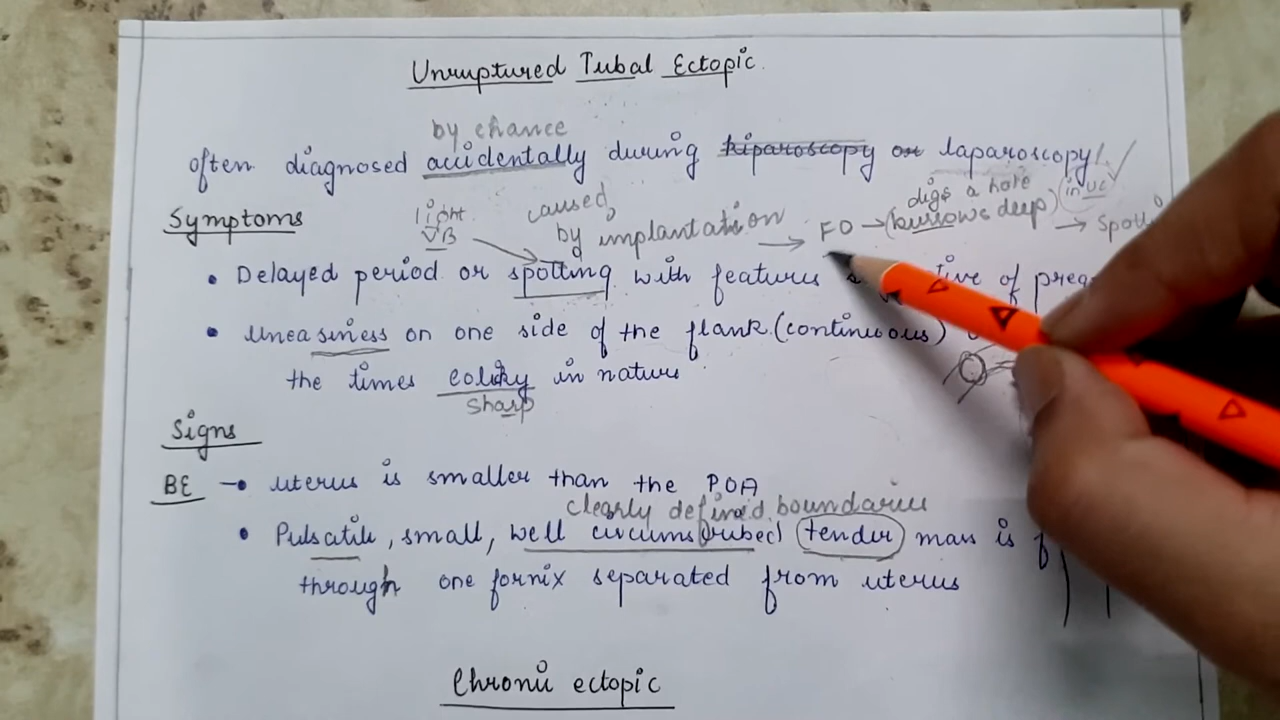 Unruptured Tubal Ectopic
by chance
often diagnosed accidentally during laparoscopy
digs a hole
Symptoms light caused (burrows deep) (in UC
VB by implantation → FO → → Spott
• Delayed period or spotting with features of preg
• Uneasiness on one side of the flank (continuous)
the times colicky in nature
sharp
Signs
BE → • uterus is smaller than the POA
clearly defined boundaries
• Pulsatile, small, well circumscribed tender mass is f
through one fornix separated from uterus
Chronic ectopic